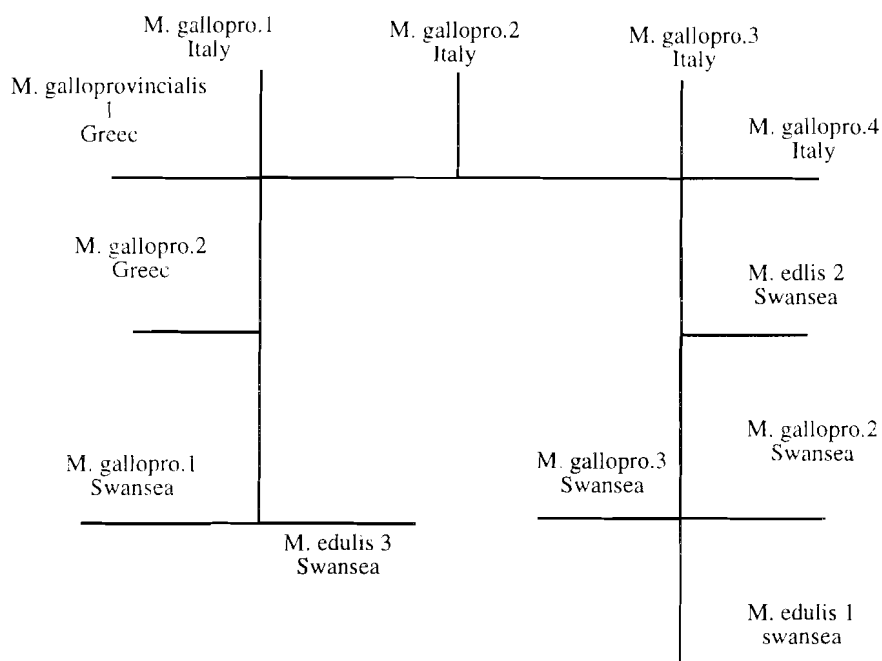 M. gallopro.1
Italy
M. gallopro.2
Italy
M. gallopro.3
Italy
M. galloprovincialis
1
Greec
M. gallopro.4
Italy
M. gallopro.2
Greec
M. edlis 2
Swansea
M. gallopro.1
Swansea
M. gallopro.3
Swansea
M. gallopro.2
Swansea
M. edulis 3
Swansea
M. edulis 1
swansea